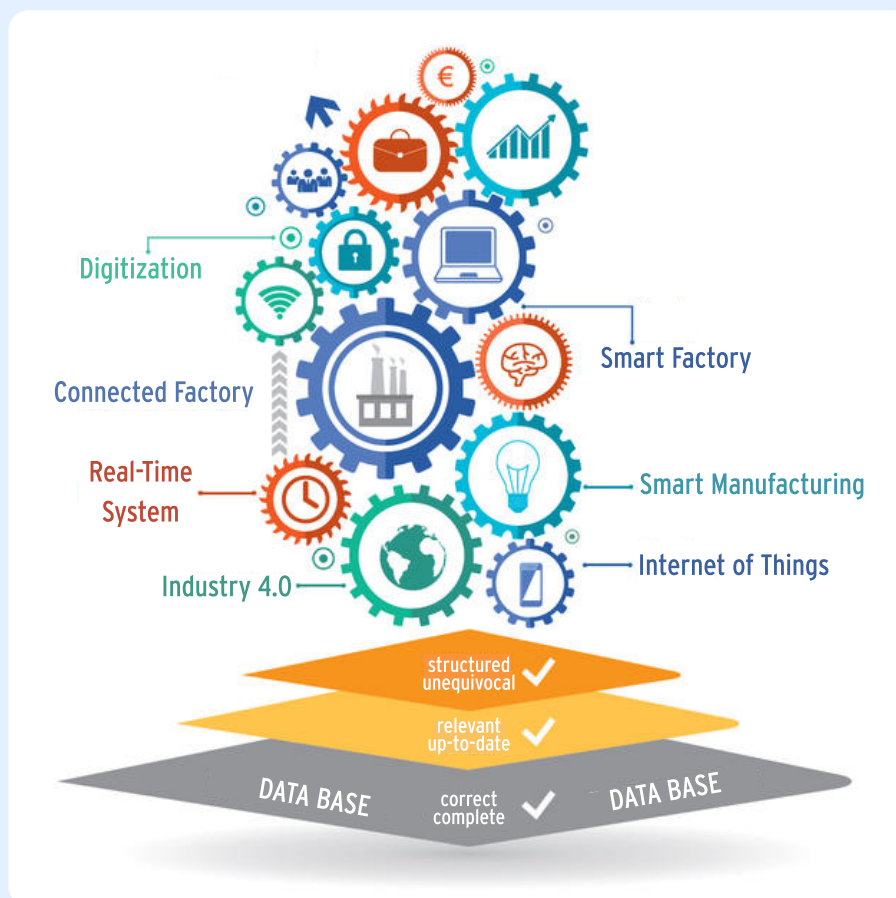 €
Digitization
Smart Factory
Connected Factory
Real-Time
System
Smart Manufacturing
Internet of Things
Industry 4.0
structured
unequivocal
relevant
up-to-date
DATA BASE
correct
complete
DATA BASE